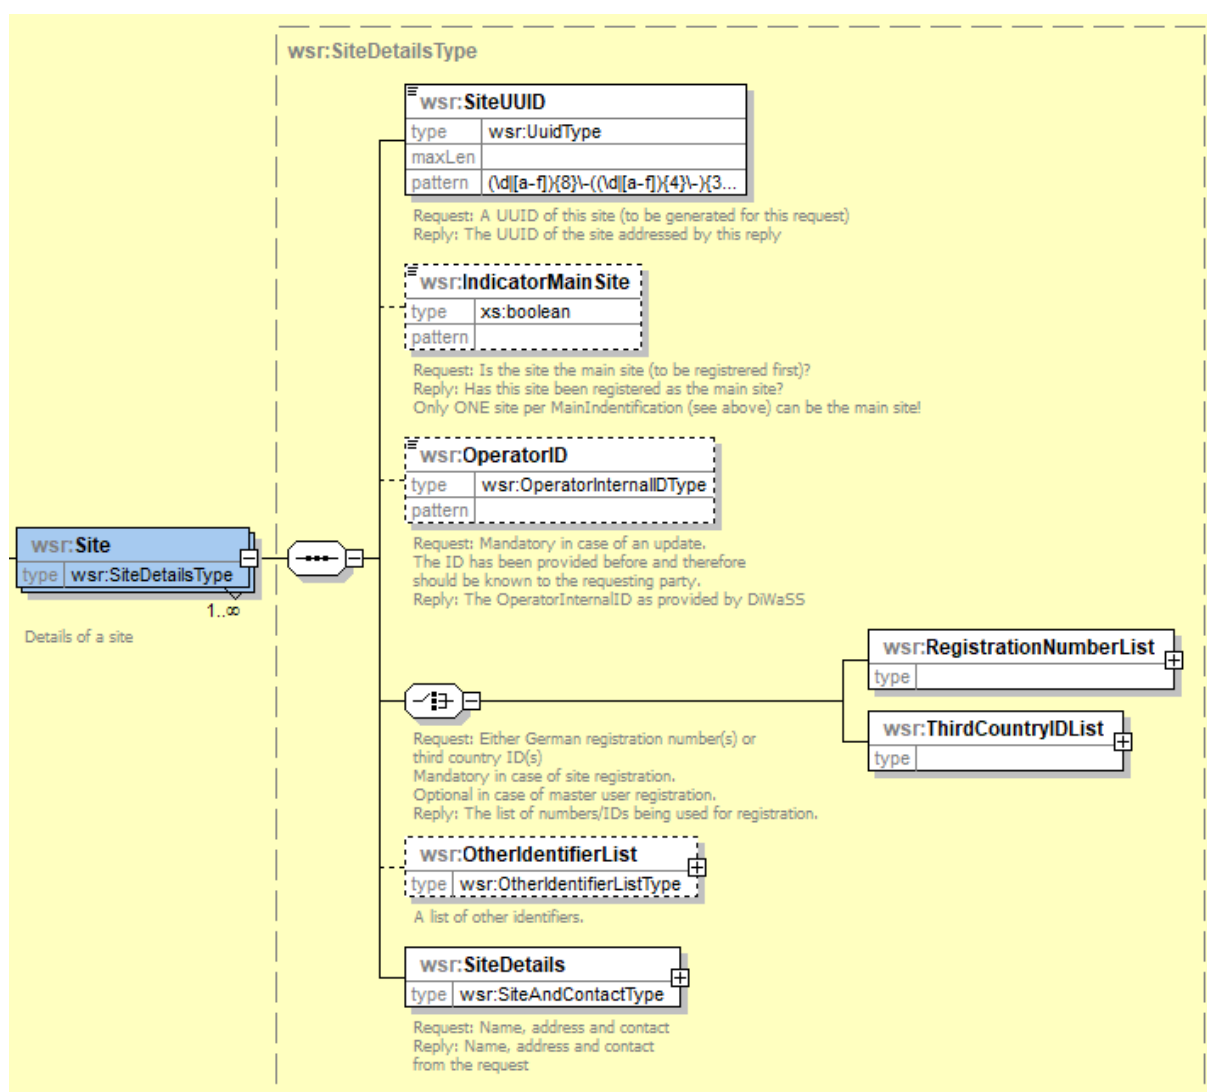 wsr:SiteDetailsType
wsr:SiteUUID
type wsr:UuidType
maxLen
pattern (\d|[a-f]){8}\-((\d|[a-f]){4}\-){3...
Request: A UUID of this site (to be generated for this request)
Reply: The UUID of the site addressed by this reply
wsr:IndicatorMainSite
type xs:boolean
pattern
Request: Is the site the main site (to be registrered first)?
Reply: Has this site been registered as the main site?
Only ONE site per MainIndentification (see above) can be the main site!
wsr:OperatorID
type wsr:OperatorInternalIDType
pattern
Request: Mandatory in case of an update.
The ID has been provided before and therefore
should be known to the requesting party.
Reply: The OperatorInternalID as provided by DiWaSS
wsr:Site
type wsr:SiteDetailsType
1..∞
Details of a site
wsr:RegistrationNumberList
type
wsr:ThirdCountryIDList
type
Request: Either German registration number(s) or
third country ID(s)
Mandatory in case of site registration.
Optional in case of master user registration.
Reply: The list of numbers/IDs being used for registration.
wsr:OtherIdentifierList
type wsr:OtherIdentifierListType
A list of other identifiers.
wsr:SiteDetails
type wsr:SiteAndContactType
Request: Name, address and contact
Reply: Name, address and contact
from the request